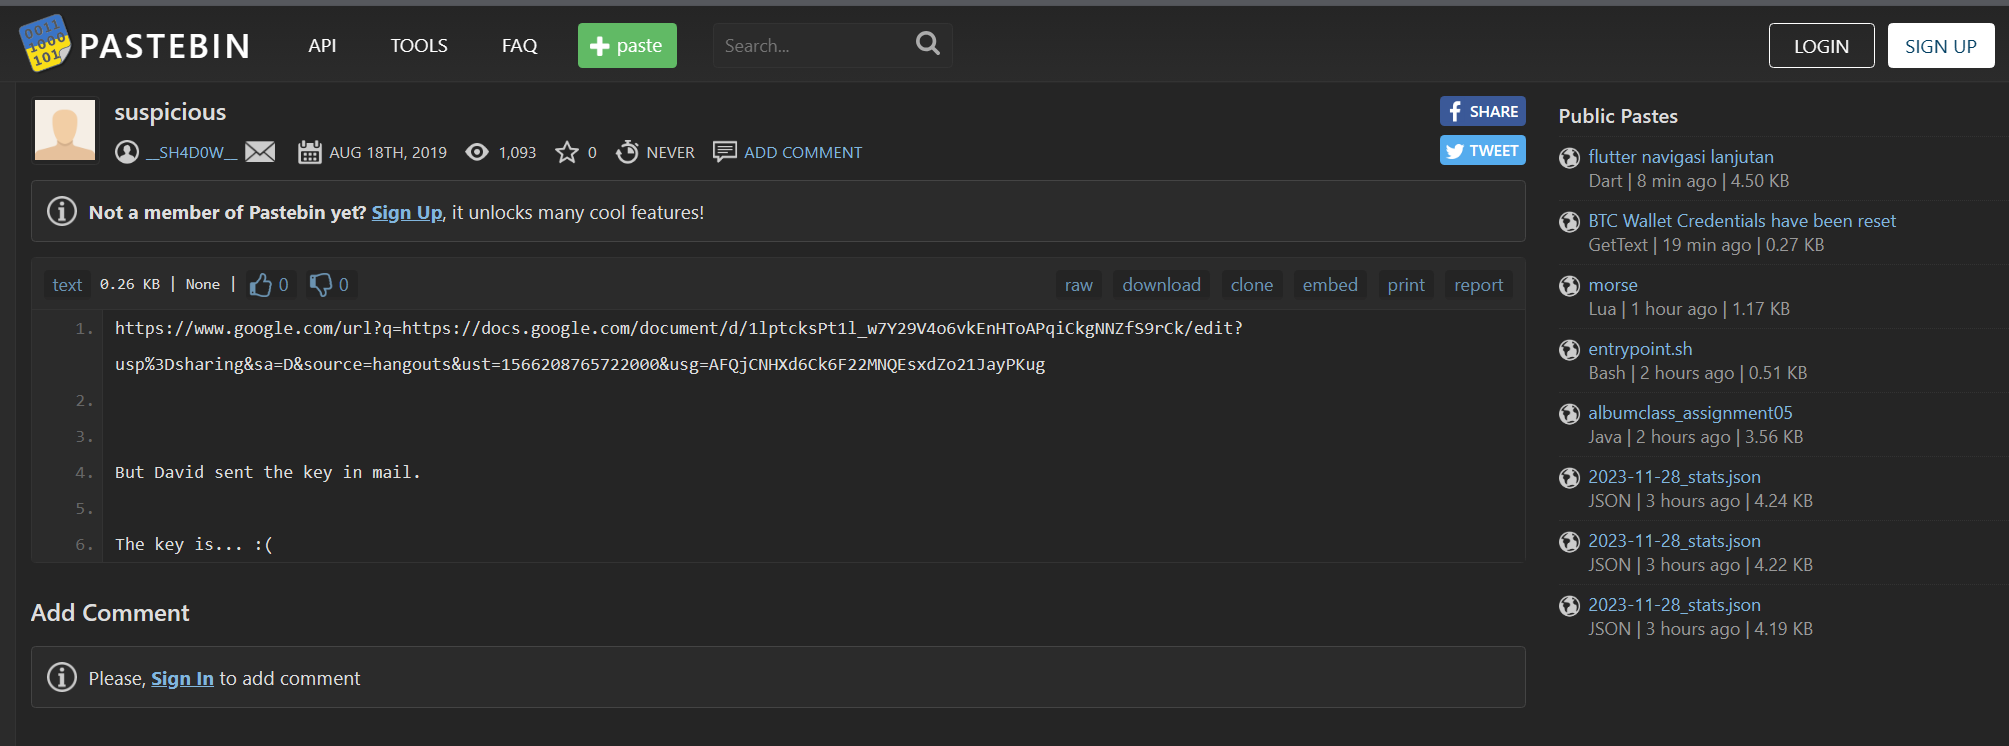 0011
1000
101
PASTEBIN
API
TOOLS
FAQ
paste
Search...
LOGIN
SIGN UP
suspicious
__SH4D0W__
AUG 18TH, 2019
1,093
0
NEVER
ADD COMMENT
SHARE
TWEET
Not a member of Pastebin yet? Sign Up, it unlocks many cool features!
text 0.26 KB | None | 0 0
raw download clone embed print report
1. https://www.google.com/url?q=https://docs.google.com/document/d/1lptcksPt1l_w7Y29V4o6vkEnHToAPqiCkgNNZfS9rCk/edit?
usp%3Dsharing&sa=D&source=hangouts&ust=1566208765722000&usg=AFQjCNHXd6Ck6F22MNQEsxdZo21JayPKug
2.
3.
4. But David sent the key in mail.
5.
6. The key is... :(
Add Comment
Please, Sign In to add comment
Public Pastes
flutter navigasi lanjutan
Dart | 8 min ago | 4.50 KB
BTC Wallet Credentials have been reset
GetText | 19 min ago | 0.27 KB
morse
Lua | 1 hour ago | 1.17 KB
entrypoint.sh
Bash | 2 hours ago | 0.51 KB
albumclass_assignment05
Java | 2 hours ago | 3.56 KB
2023-11-28_stats.json
JSON | 3 hours ago | 4.24 KB
2023-11-28_stats.json
JSON | 3 hours ago | 4.22 KB
2023-11-28_stats.json
JSON | 3 hours ago | 4.19 KB